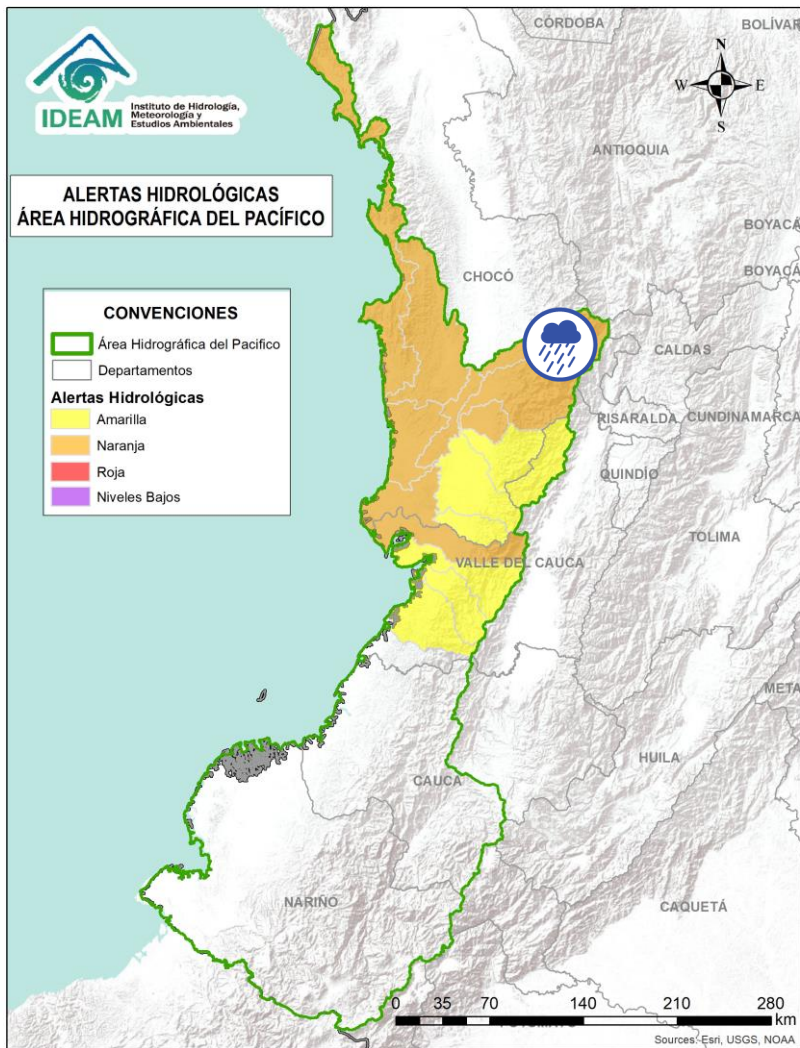 CÓRDOBA
BOLÍVAR
N
W
E
S
IDEAM
Instituto de Hidrología,
Meteorología y
Estudios Ambientales
ANTIOQUIA
ALERTAS HIDROLÓGICAS
ÁREA HIDROGRÁFICA DEL PACÍFICO
BOYACÁ
BOYACÁ
CHOCÓ
CONVENCIONES
Área Hidrográfica del Pacifico
Departamentos
Alertas Hidrológicas
Amarilla
Naranja
Roja
Niveles Bajos
CALDAS
RISARALDA
CUNDINAMARCA
QUINDÍO
TOLIMA
VALLE DEL CAUCA
META
HUILA
CAUCA
NARIÑO
CAQUETÁ
0 35 70 140 210 280
km
Sources: Esri, USGS, NOAA